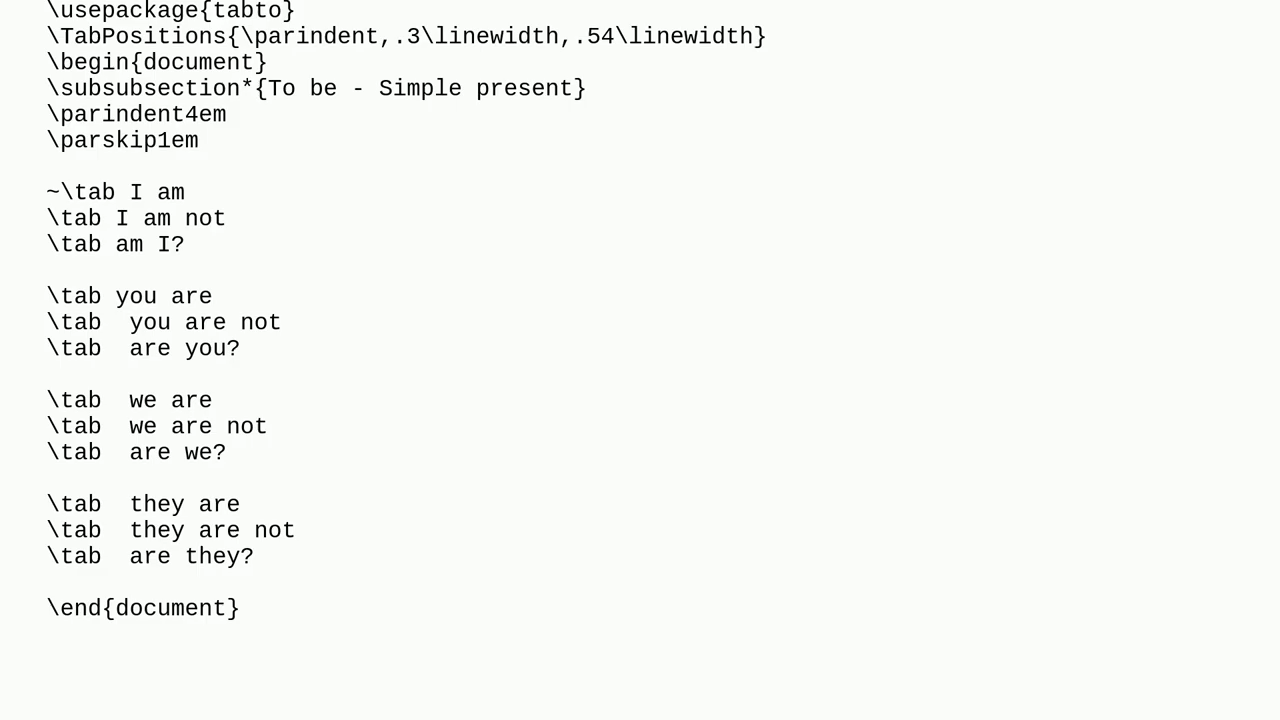 \usepackage{tabto}
\TabPositions{\parindent,.3\linewidth,.54\linewidth}
\begin{document}
\subsubsection*{To be - Simple present}
\parindent4em
\parskip1em

~\tab I am
\tab I am not
\tab am I?

\tab you are
\tab  you are not
\tab  are you?

\tab  we are
\tab  we are not
\tab  are we?

\tab  they are
\tab  they are not
\tab  are they?

\end{document}